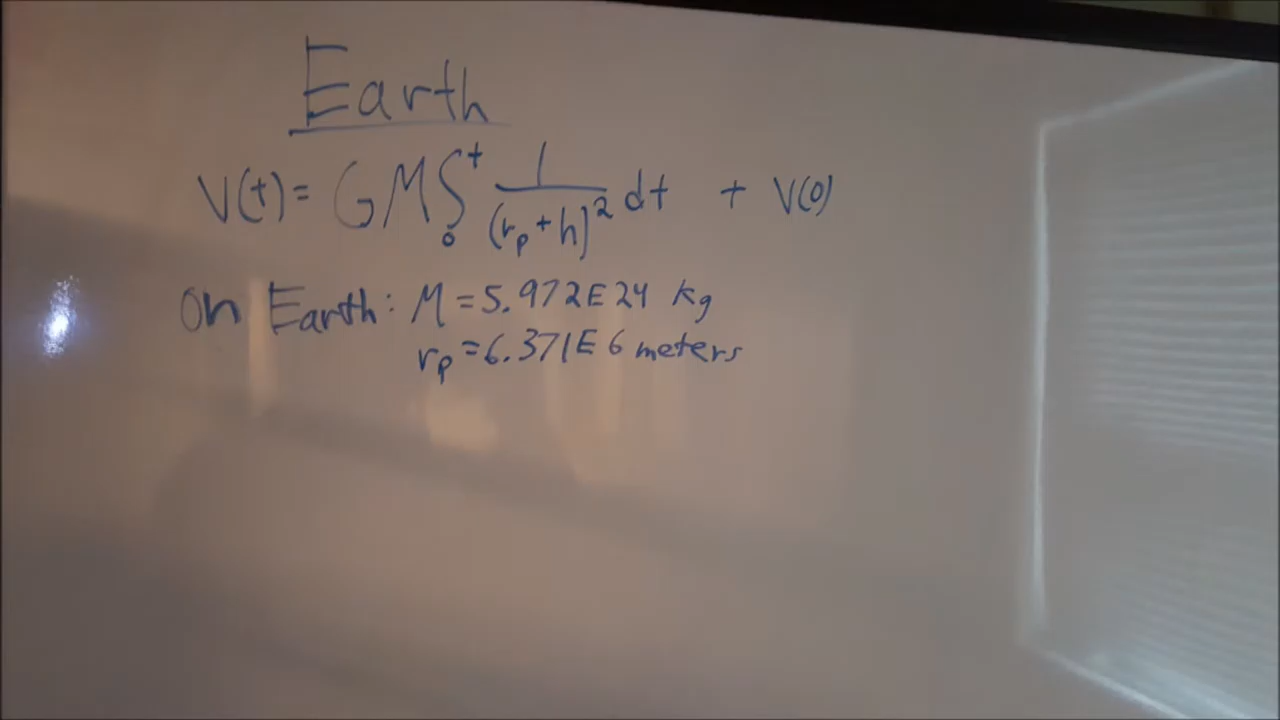 Earth
V(t) = GM∫₀ᵗ 1/(rₚ+h)² dt + V(0)
on Earth: M = 5.972E24 kg
rₚ = 6.371E6 meters